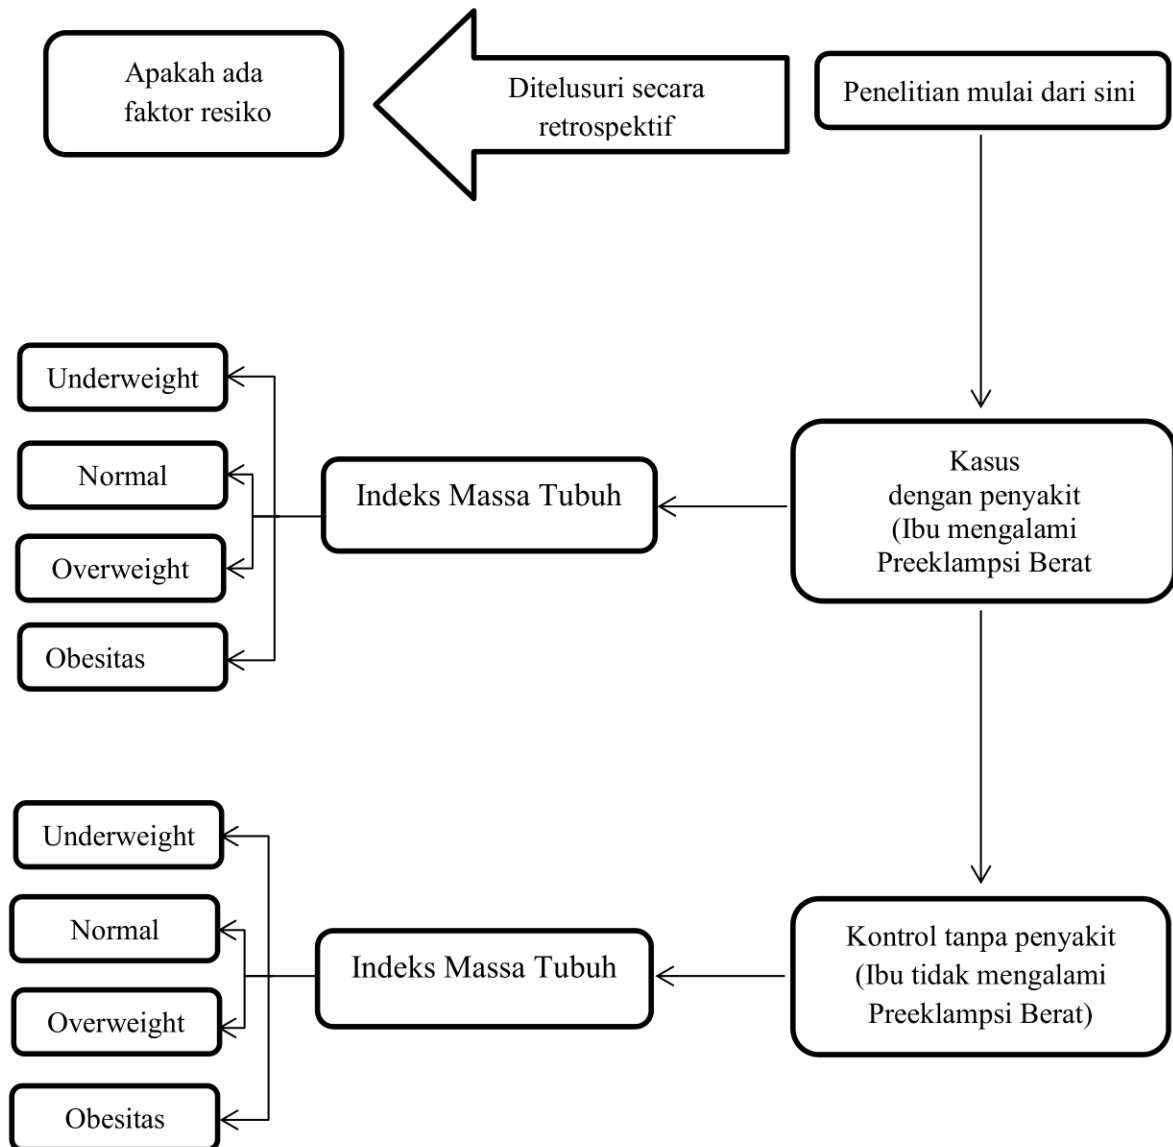 Apakah ada
faktor resiko
Ditelusuri secara
retrospektif
Penelitian mulai dari sini
Underweight
Normal
Overweight
Obesitas
Indeks Massa Tubuh
Kasus
dengan penyakit
(Ibu mengalami
Preeklampsi Berat
Underweight
Normal
Overweight
Obesitas
Indeks Massa Tubuh
Kontrol tanpa penyakit
(Ibu tidak mengalami
Preeklampsi Berat)